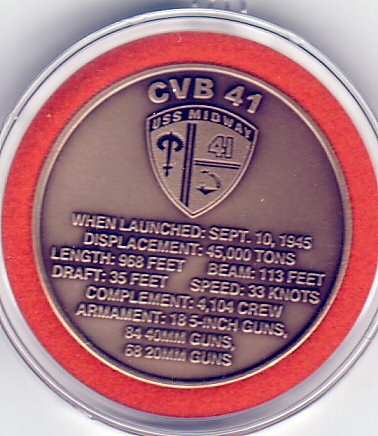 CVB 41
USS MIDWAY
41
WHEN LAUNCHED: SEPT. 10, 1945
DISPLACEMENT: 45,000 TONS
LENGTH: 968 FEET BEAM: 113 FEET
DRAFT: 35 FEET SPEED: 33 KNOTS
COMPLEMENT: 4,104 CREW
ARMAMENT: 18 5-INCH GUNS,
84 40MM GUNS,
68 20MM GUNS